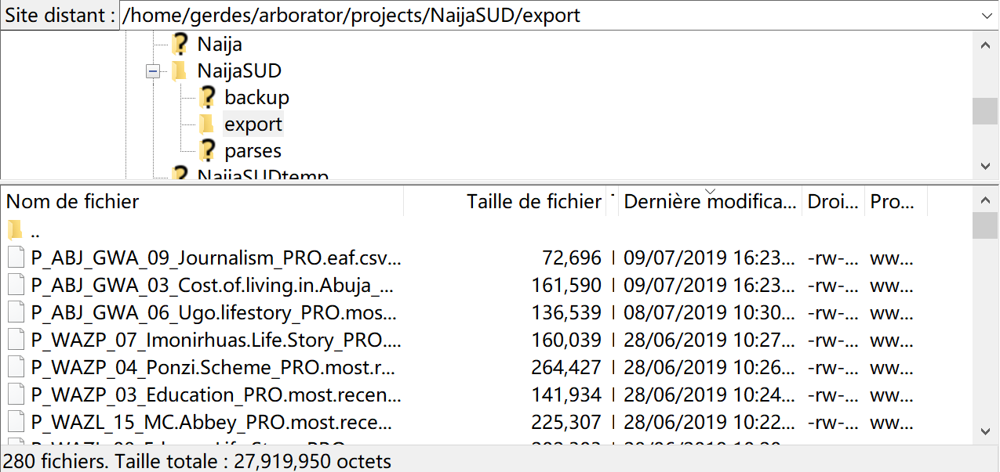 Site distant : /home/gerdes/arborator/projects/NaijaSUD/export
Naija
NaijaSUD
backup
export
parses
NaijaSUDtemp
Nom de fichier Taille de fichier Dernière modifica... Droi... Pro...
..
P_ABJ_GWA_09_Journalism_PRO.eaf.csv... 72,696 09/07/2019 16:23... -rw-... ww...
P_ABJ_GWA_03_Cost.of.living.in.Abuja_... 161,590 09/07/2019 16:23... -rw-... ww...
P_ABJ_GWA_06_Ugo.lifestory_PRO.mos... 136,539 08/07/2019 10:30... -rw-... ww...
P_WAZP_07_Imonirhuas.Life.Story_PRO.... 160,039 28/06/2019 10:27... -rw-... ww...
P_WAZP_04_Ponzi.Scheme_PRO.most.r... 264,427 28/06/2019 10:26... -rw-... ww...
P_WAZP_03_Education_PRO.most.recen... 141,934 28/06/2019 10:24... -rw-... ww...
P_WAZL_15_MC.Abbey_PRO.most.rece... 225,307 28/06/2019 10:22... -rw-... ww...
280 fichiers. Taille totale : 27,919,950 octets